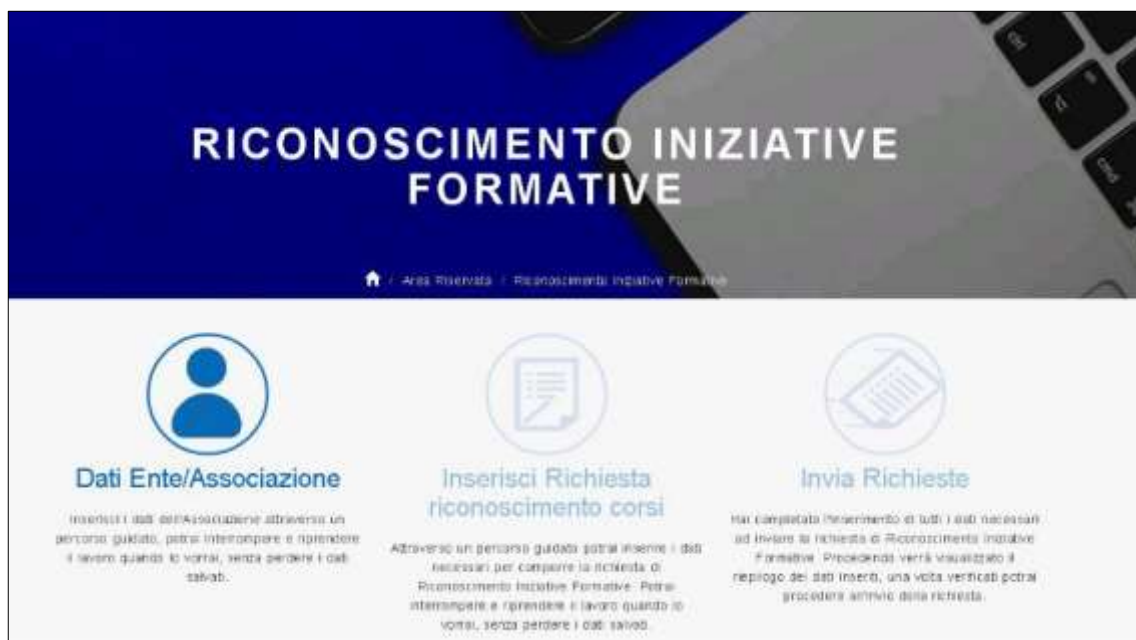 RICONOSCIMENTO INIZIATIVE
FORMATIVE
ctrl
cmd
/ Area Riservata / Riconoscimento Iniziative Formative
Dati Ente/Associazione
Inserisci i dati dell'Associazione attraverso un
percorso guidato, potrai interrompere e riprendere
il lavoro quando lo vorrai, senza perdere i dati
salvati.
Inserisci Richiesta
riconoscimento corsi
Attraverso un percorso guidato potrai inserire i dati
necessari per comporre la richiesta di
Riconoscimento Iniziative Formative. Potrai
interrompere e riprendere il lavoro quando lo
vorrai, senza perdere i dati salvati.
Invia Richieste
Hai completato l'inserimento di tutti i dati necessari
ad inviare la richiesta di Riconoscimento Iniziative
Formative. Procedendo verrà visualizzato il
riepilogo dei dati inseriti, una volta verificati potrai
procedere all'invio della richiesta.